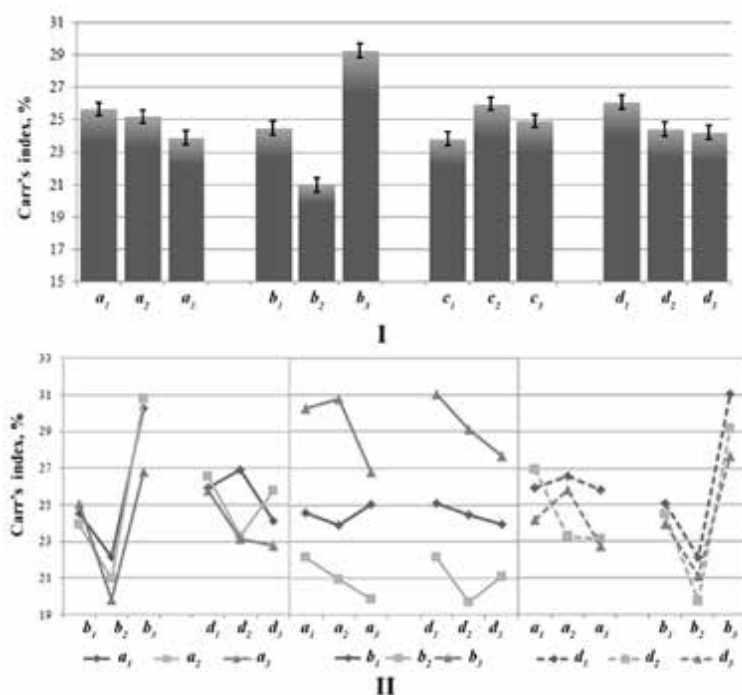 31
29
27
25
23
21
19
17
15
Carr's index, %
a1 a2 a3 b1 b2 b3 c1 c2 c3 d1 d2 d3
I
33
31
29
27
25
23
21
19
Carr's index, %
b1 b2 b3 d1 d2 d3 a1 a2 a3 d1 d2 d3 a1 a2 a3 b1 b2 b3
a1 a2 a3 b1 b2 b3 d1 d2 d3
II